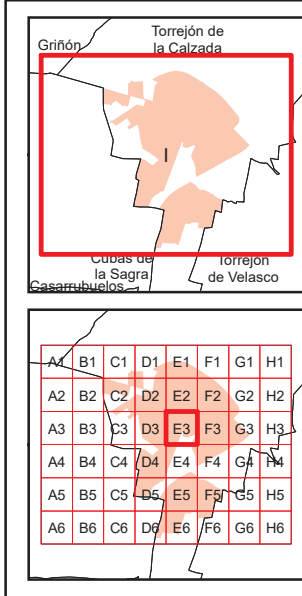 Torrejón de
la Calzada
Griñón
I
Cubas de
la Sagra
Torrejón
de Velasco
Casarrubuelos
A1 B1 C1 D1 E1 F1 G1 H1
A2 B2 C2 D2 E2 F2 G2 H2
A3 B3 C3 D3 E3 F3 G3 H3
A4 B4 C4 D4 E4 F4 G4 H4
A5 B5 C5 D5 E5 F5 G5 H5
A6 B6 C6 D6 E6 F6 G6 H6